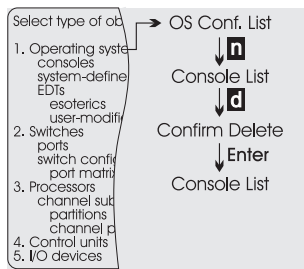 Select type of ob
1. Operating syste
consoles
system-define
EDTs
esoterics
user-modifi
2. Switches
ports
switch config
port matrix
3. Processors
channel sub
partitions
channel p
4. Control units
5. I/O devices
OS Conf. List
n
Console List
d
Confirm Delete
Enter
Console List